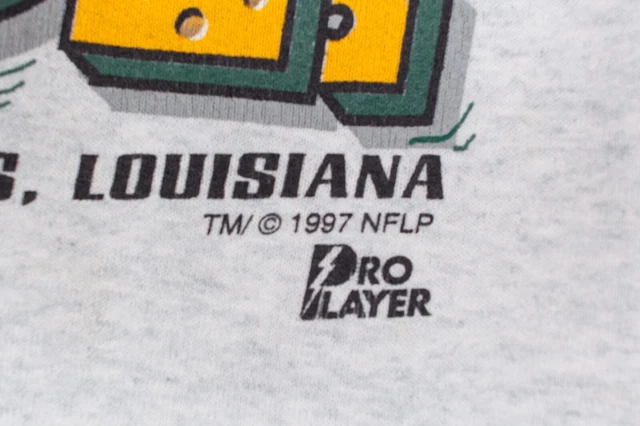 S, LOUISIANA
TM/ © 1997 NFLP
PRO
PLAYER